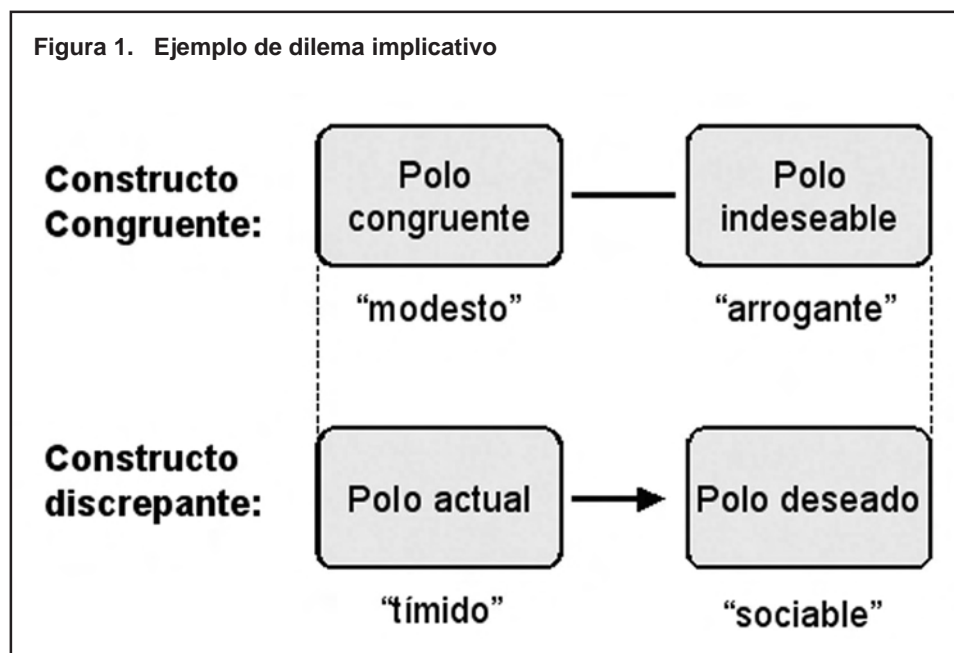 Figura 1. Ejemplo de dilema implicativo
Constructo
Congruente:
Polo
congruente
Polo
indeseable
“modesto”
“arrogante”
Constructo
discrepante:
Polo actual
Polo deseado
“tímido”
“sociable”